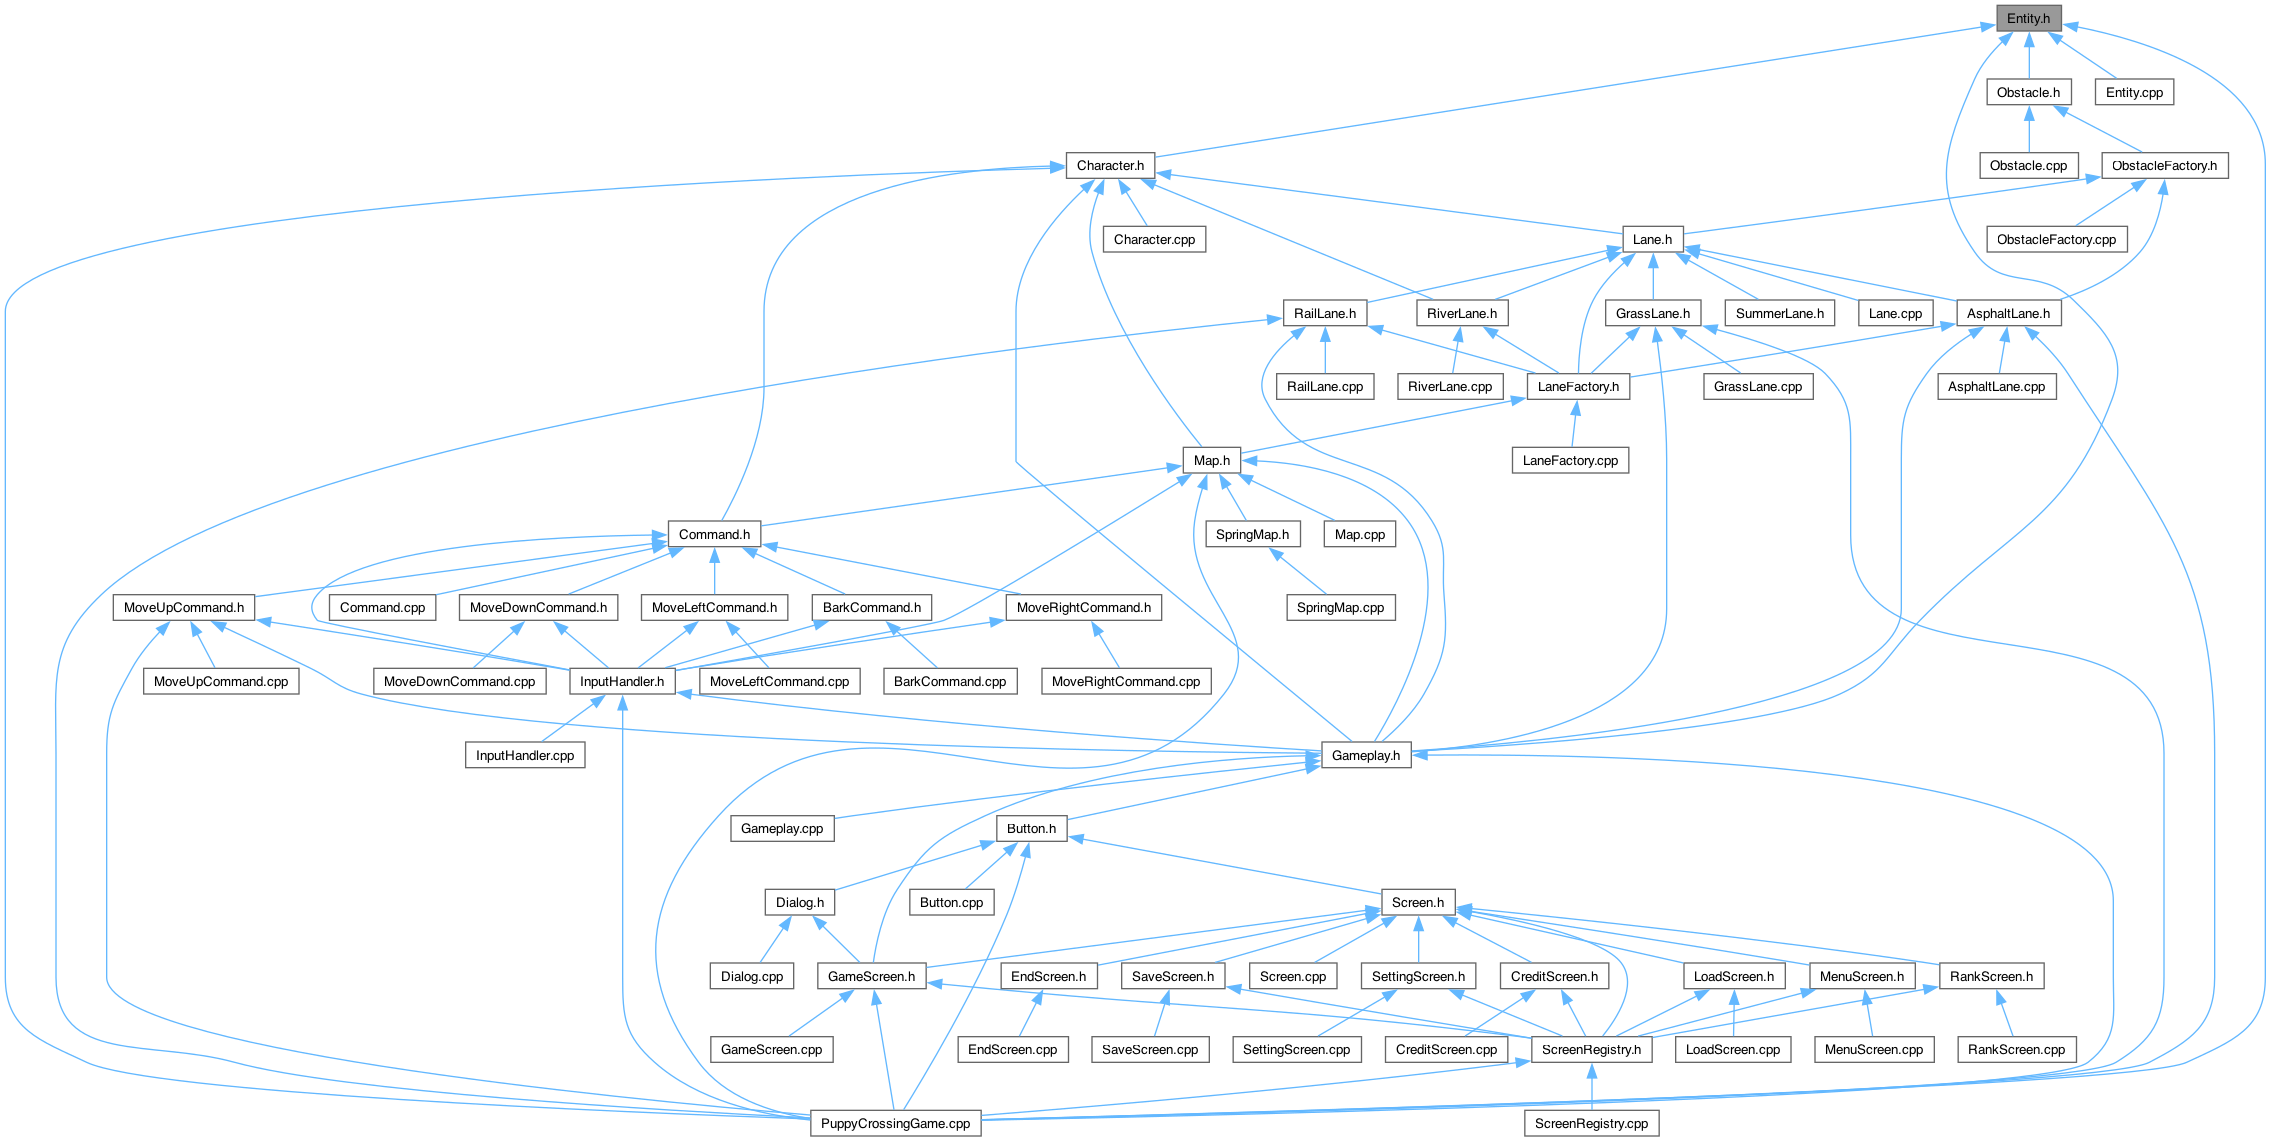 Entity.h
Obstacle.h
Entity.cpp
Character.h
Obstacle.cpp
ObstacleFactory.h
Character.cpp
Lane.h
ObstacleFactory.cpp
RailLane.h
RiverLane.h
GrassLane.h
SummerLane.h
Lane.cpp
AsphaltLane.h
RailLane.cpp
RiverLane.cpp
LaneFactory.h
GrassLane.cpp
AsphaltLane.cpp
Map.h
LaneFactory.cpp
Command.h
SpringMap.h
Map.cpp
MoveUpCommand.h
Command.cpp
MoveDownCommand.h
MoveLeftCommand.h
BarkCommand.h
MoveRightCommand.h
SpringMap.cpp
MoveUpCommand.cpp
MoveDownCommand.cpp
InputHandler.h
MoveLeftCommand.cpp
BarkCommand.cpp
MoveRightCommand.cpp
InputHandler.cpp
Gameplay.h
Gameplay.cpp
Button.h
Dialog.h
Button.cpp
Screen.h
Dialog.cpp
GameScreen.h
EndScreen.h
SaveScreen.h
Screen.cpp
SettingScreen.h
CreditScreen.h
LoadScreen.h
MenuScreen.h
RankScreen.h
GameScreen.cpp
EndScreen.cpp
SaveScreen.cpp
SettingScreen.cpp
CreditScreen.cpp
ScreenRegistry.h
LoadScreen.cpp
MenuScreen.cpp
RankScreen.cpp
PuppyCrossingGame.cpp
ScreenRegistry.cpp